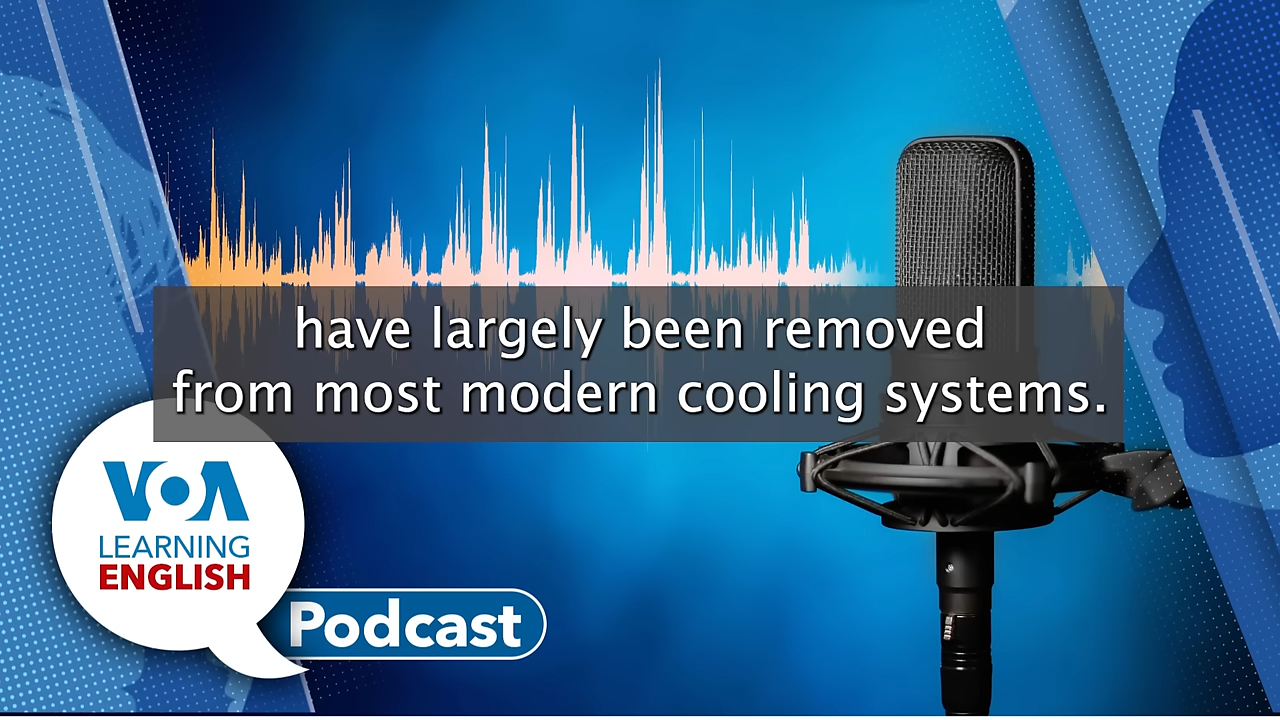 have largely been removed
from most modern cooling systems.
VOA
LEARNING
ENGLISH
Podcast